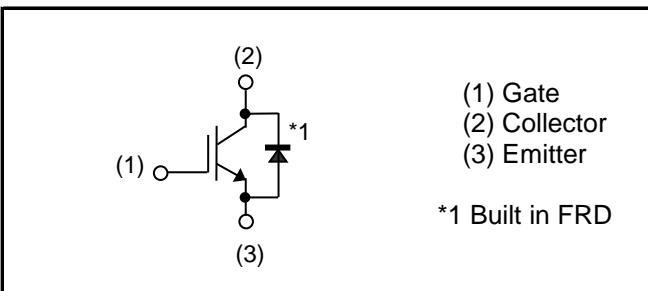 (2)
*1
(1)
(3)
(1) Gate
(2) Collector
(3) Emitter
*1 Built in FRD